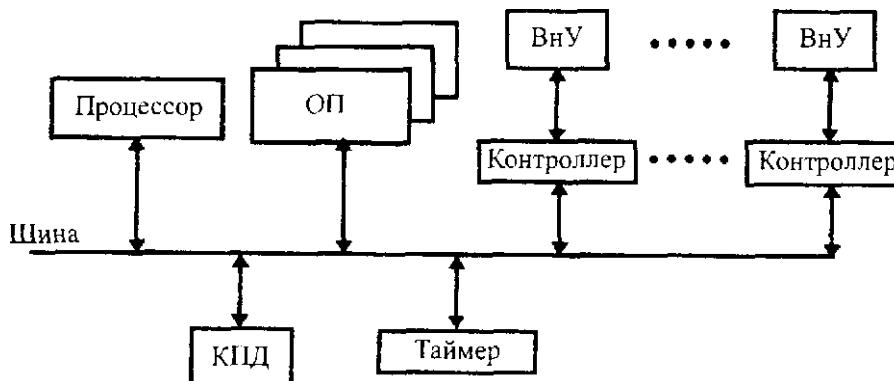 ВнУ ВнУ
Процессор ОП
Контроллер Контроллер
Шина
КПД Таймер